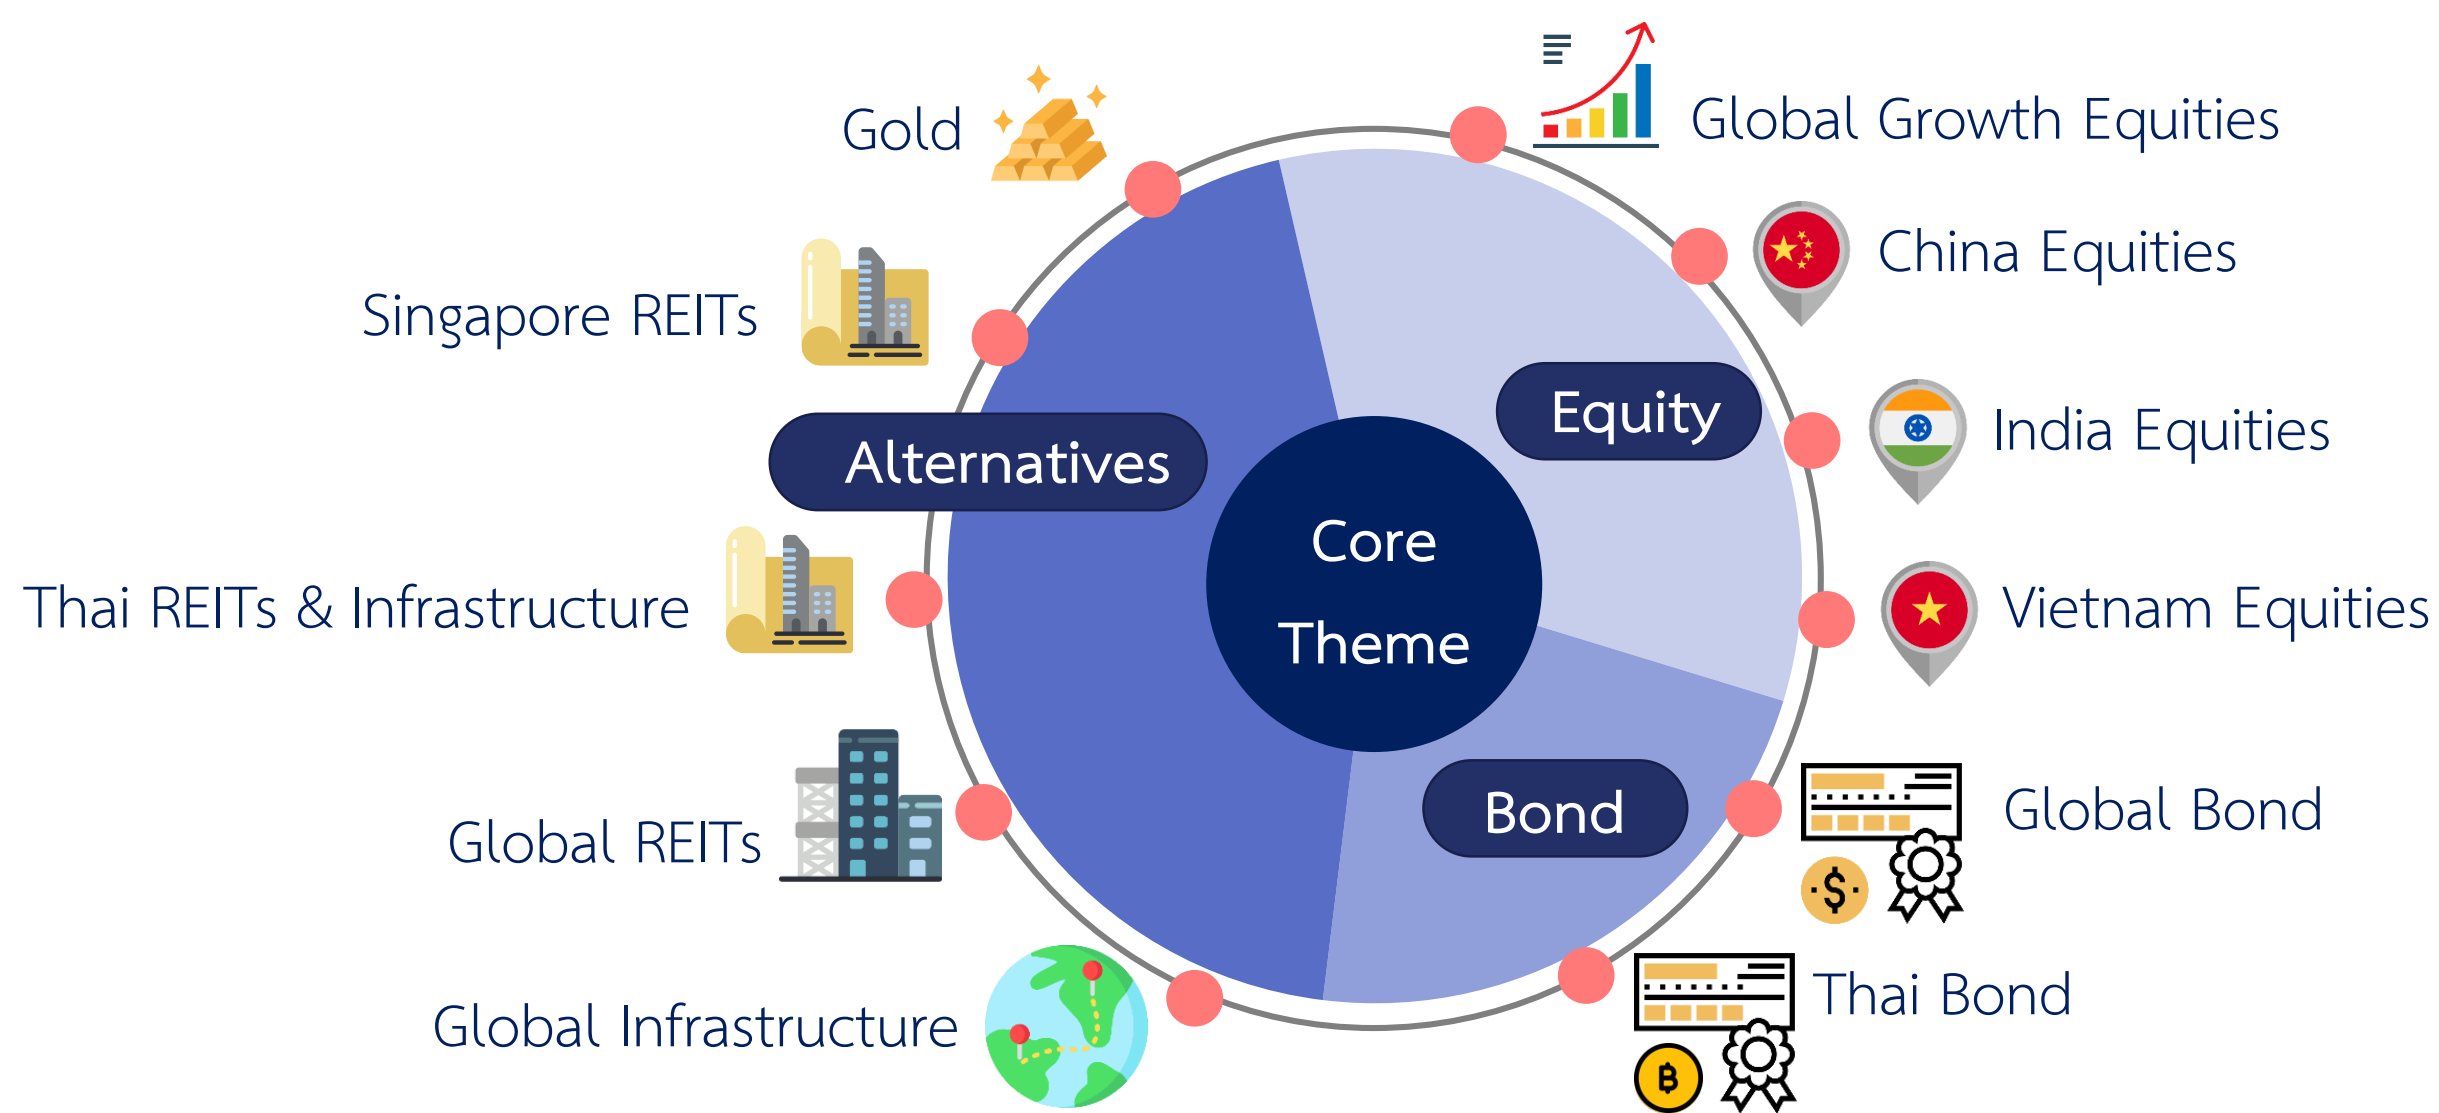 Gold
Global Growth Equities
China Equities
Singapore REITs
Equity
India Equities
Alternatives
Core
Theme
Thai REITs & Infrastructure
Vietnam Equities
Bond
Global Bond
Global REITs
$
Thai Bond
Global Infrastructure
B